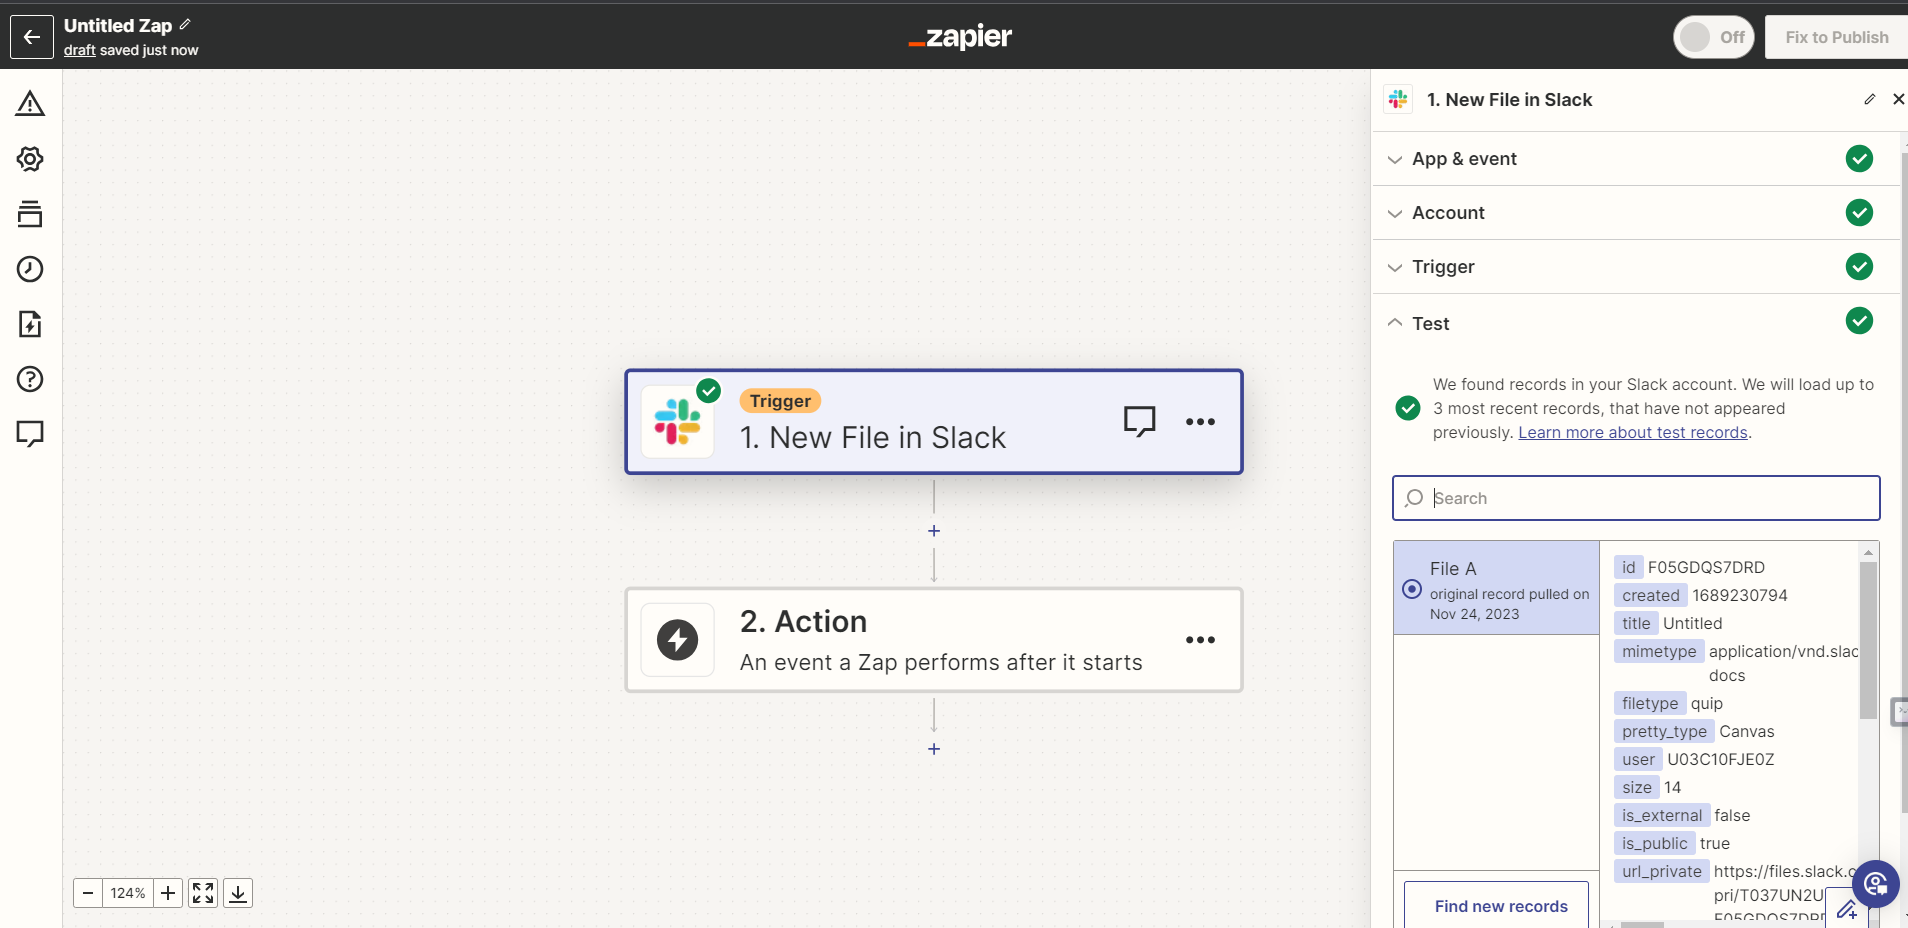 Untitled Zap
draft saved just now
zapier
Off
Fix to Publish
1. New File in Slack
App & event
Account
Trigger
Test
We found records in your Slack account. We will load up to
3 most recent records, that have not appeared
previously. Learn more about test records.
Search
File A
original record pulled on
Nov 24, 2023
id F05GDQS7DRD
created 1689230794
title Untitled
mimetype application/vnd.slac
docs
filetype quip
pretty_type Canvas
user U03C10FJE0Z
size 14
is_external false
is_public true
url_private https://files.slack.c
pri/T037UN2U
F05GDQS7DRD
Find new records
Trigger
1. New File in Slack
2. Action
An event a Zap performs after it starts
124%